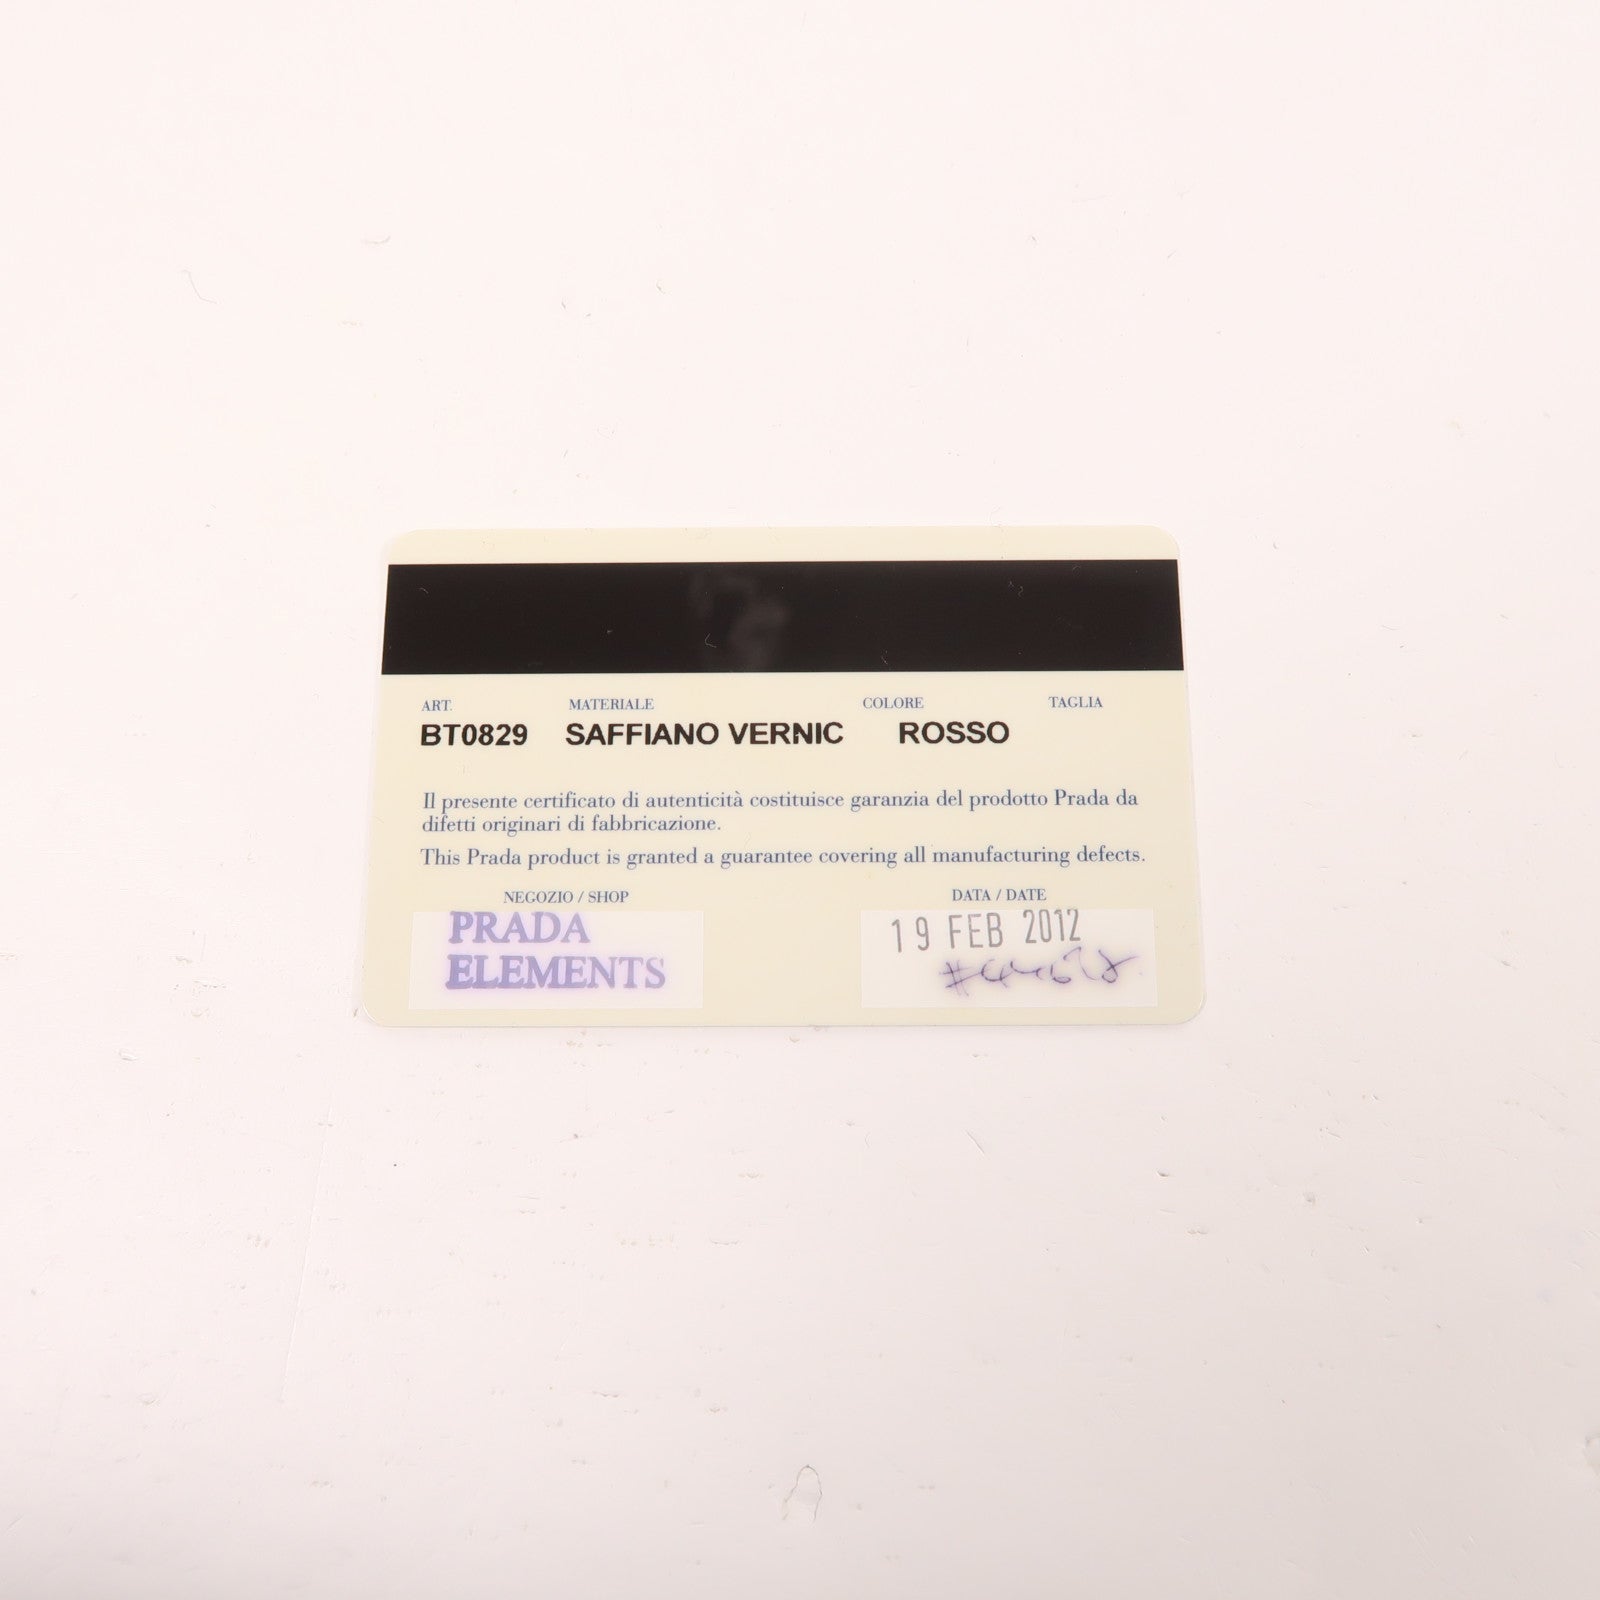 ART. MATERIALE COLORE TAGLIA
BT0829 SAFFIANO VERNIC ROSSO
Il presente certificato di autenticità costituisce garanzia del prodotto Prada da
difetti originari di fabbricazione.
This Prada product is granted a guarantee covering all manufacturing defects.
NEGOZIO / SHOP DATA / DATE
PRADA
ELEMENTS
19 FEB 2012